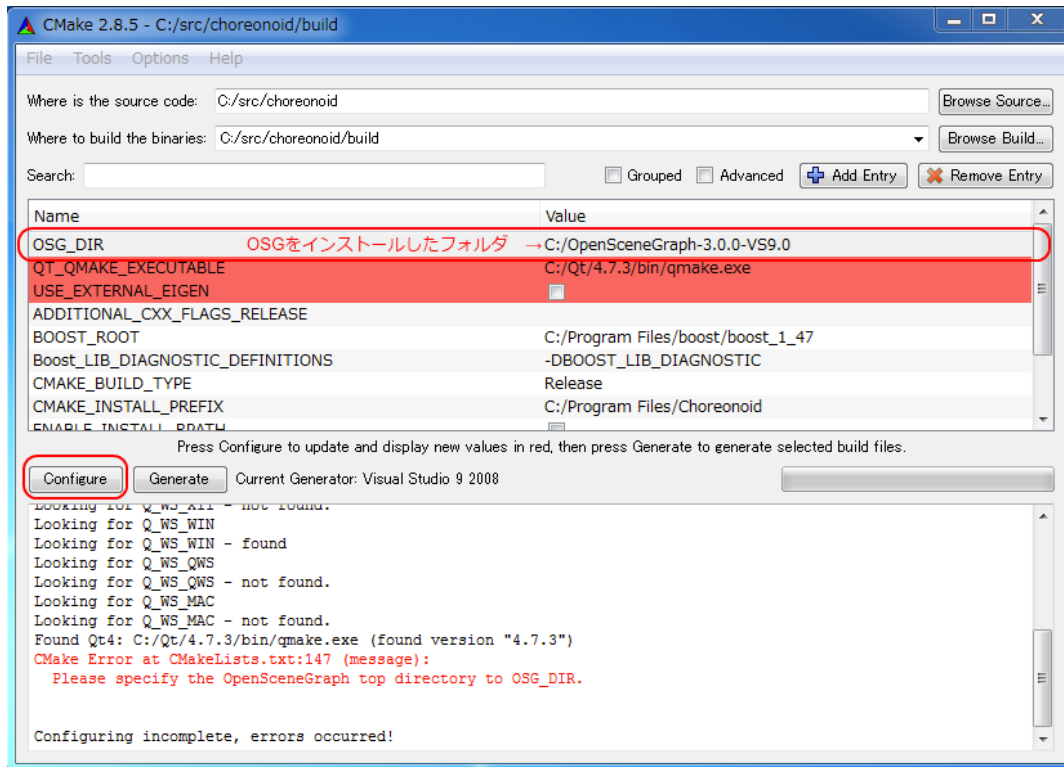 CMake 2.8.5 - C:/src/choreonoid/build
File Tools Options Help
Where is the source code: C:/src/choreonoid Browse Source...
Where to build the binaries: C:/src/choreonoid/build Browse Build...
Search: Grouped Advanced Add Entry Remove Entry
Name Value
OSG_DIR OSGをインストールしたフォルダ →C:/OpenSceneGraph-3.0.0-VS9.0
QT_QMAKE_EXECUTABLE C:/Qt/4.7.3/bin/qmake.exe
USE_EXTERNAL_EIGEN
ADDITIONAL_CXX_FLAGS_RELEASE
BOOST_ROOT C:/Program Files/boost/boost_1_47
Boost_LIB_DIAGNOSTIC_DEFINITIONS -DBOOST_LIB_DIAGNOSTIC
CMAKE_BUILD_TYPE Release
CMAKE_INSTALL_PREFIX C:/Program Files/Choreonoid
ENABLE_INSTALL_RPATH
Press Configure to update and display new values in red, then press Generate to generate selected build files.
Configure Generate Current Generator: Visual Studio 9 2008
Looking for Q_WS_X11 - not found.
Looking for Q_WS_WIN
Looking for Q_WS_WIN - found
Looking for Q_WS_QWS
Looking for Q_WS_QWS - not found.
Looking for Q_WS_MAC
Looking for Q_WS_MAC - not found.
Found Qt4: C:/Qt/4.7.3/bin/qmake.exe (found version "4.7.3")
CMake Error at CMakeLists.txt:147 (message):
Please specify the OpenSceneGraph top directory to OSG_DIR.
Configuring incomplete, errors occurred!